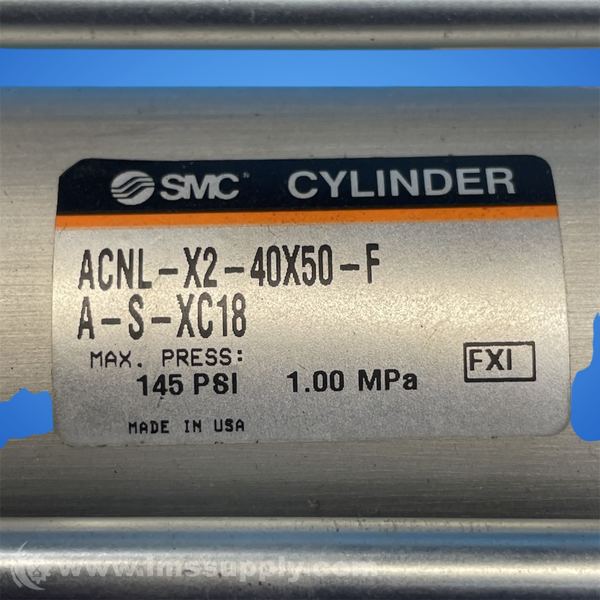 SMC® CYLINDER
ACNL-X2-40X50-F
A-S-XC18
MAX. PRESS:
145 PSI 1.00 MPa
FXI
MADE IN USA
www.imssupply.com